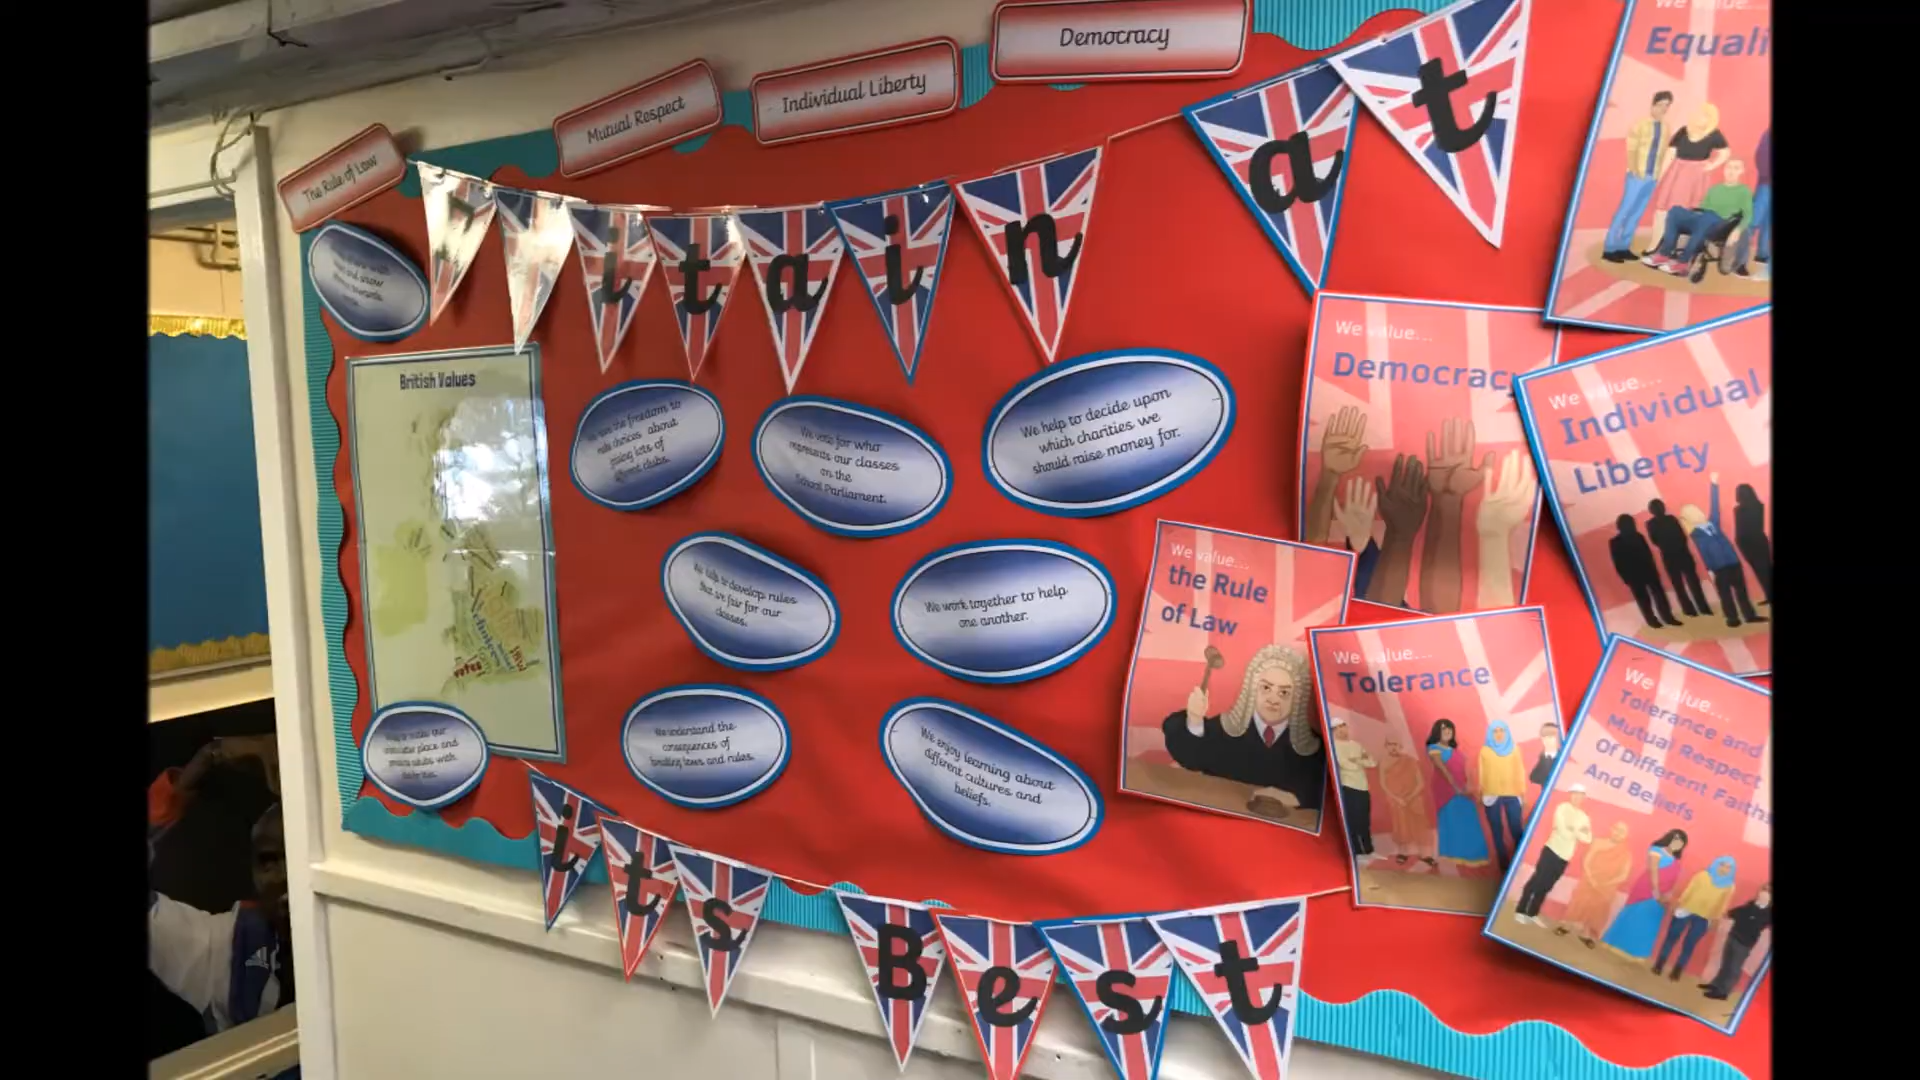 Democracy
Individual Liberty
Mutual Respect
The Rule of Law
itain at
British Values
votes
the freedom to
choices about
lots of
clubs.
We vote for who
represents our classes
on the
School Parliament.
We help to decide upon
which charities we
should raise money for.
We help to develop rules
that are fair for our
classes.
We work together to help
one another.
We understand the
consequences of
breaking laws and rules.
We enjoy learning about
different cultures and
beliefs.
place and
with
its Best
We value...
Equali
We value...
Democracy
We value...
Individual
Liberty
We value...
the Rule
of Law
We value...
Tolerance
We value...
Tolerance and
Mutual Respect
Of Different Faiths
And Beliefs